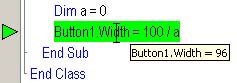 Dim a = 0
Button1.Width = 100 / a
Button1.Width = 96
End Sub
End Class